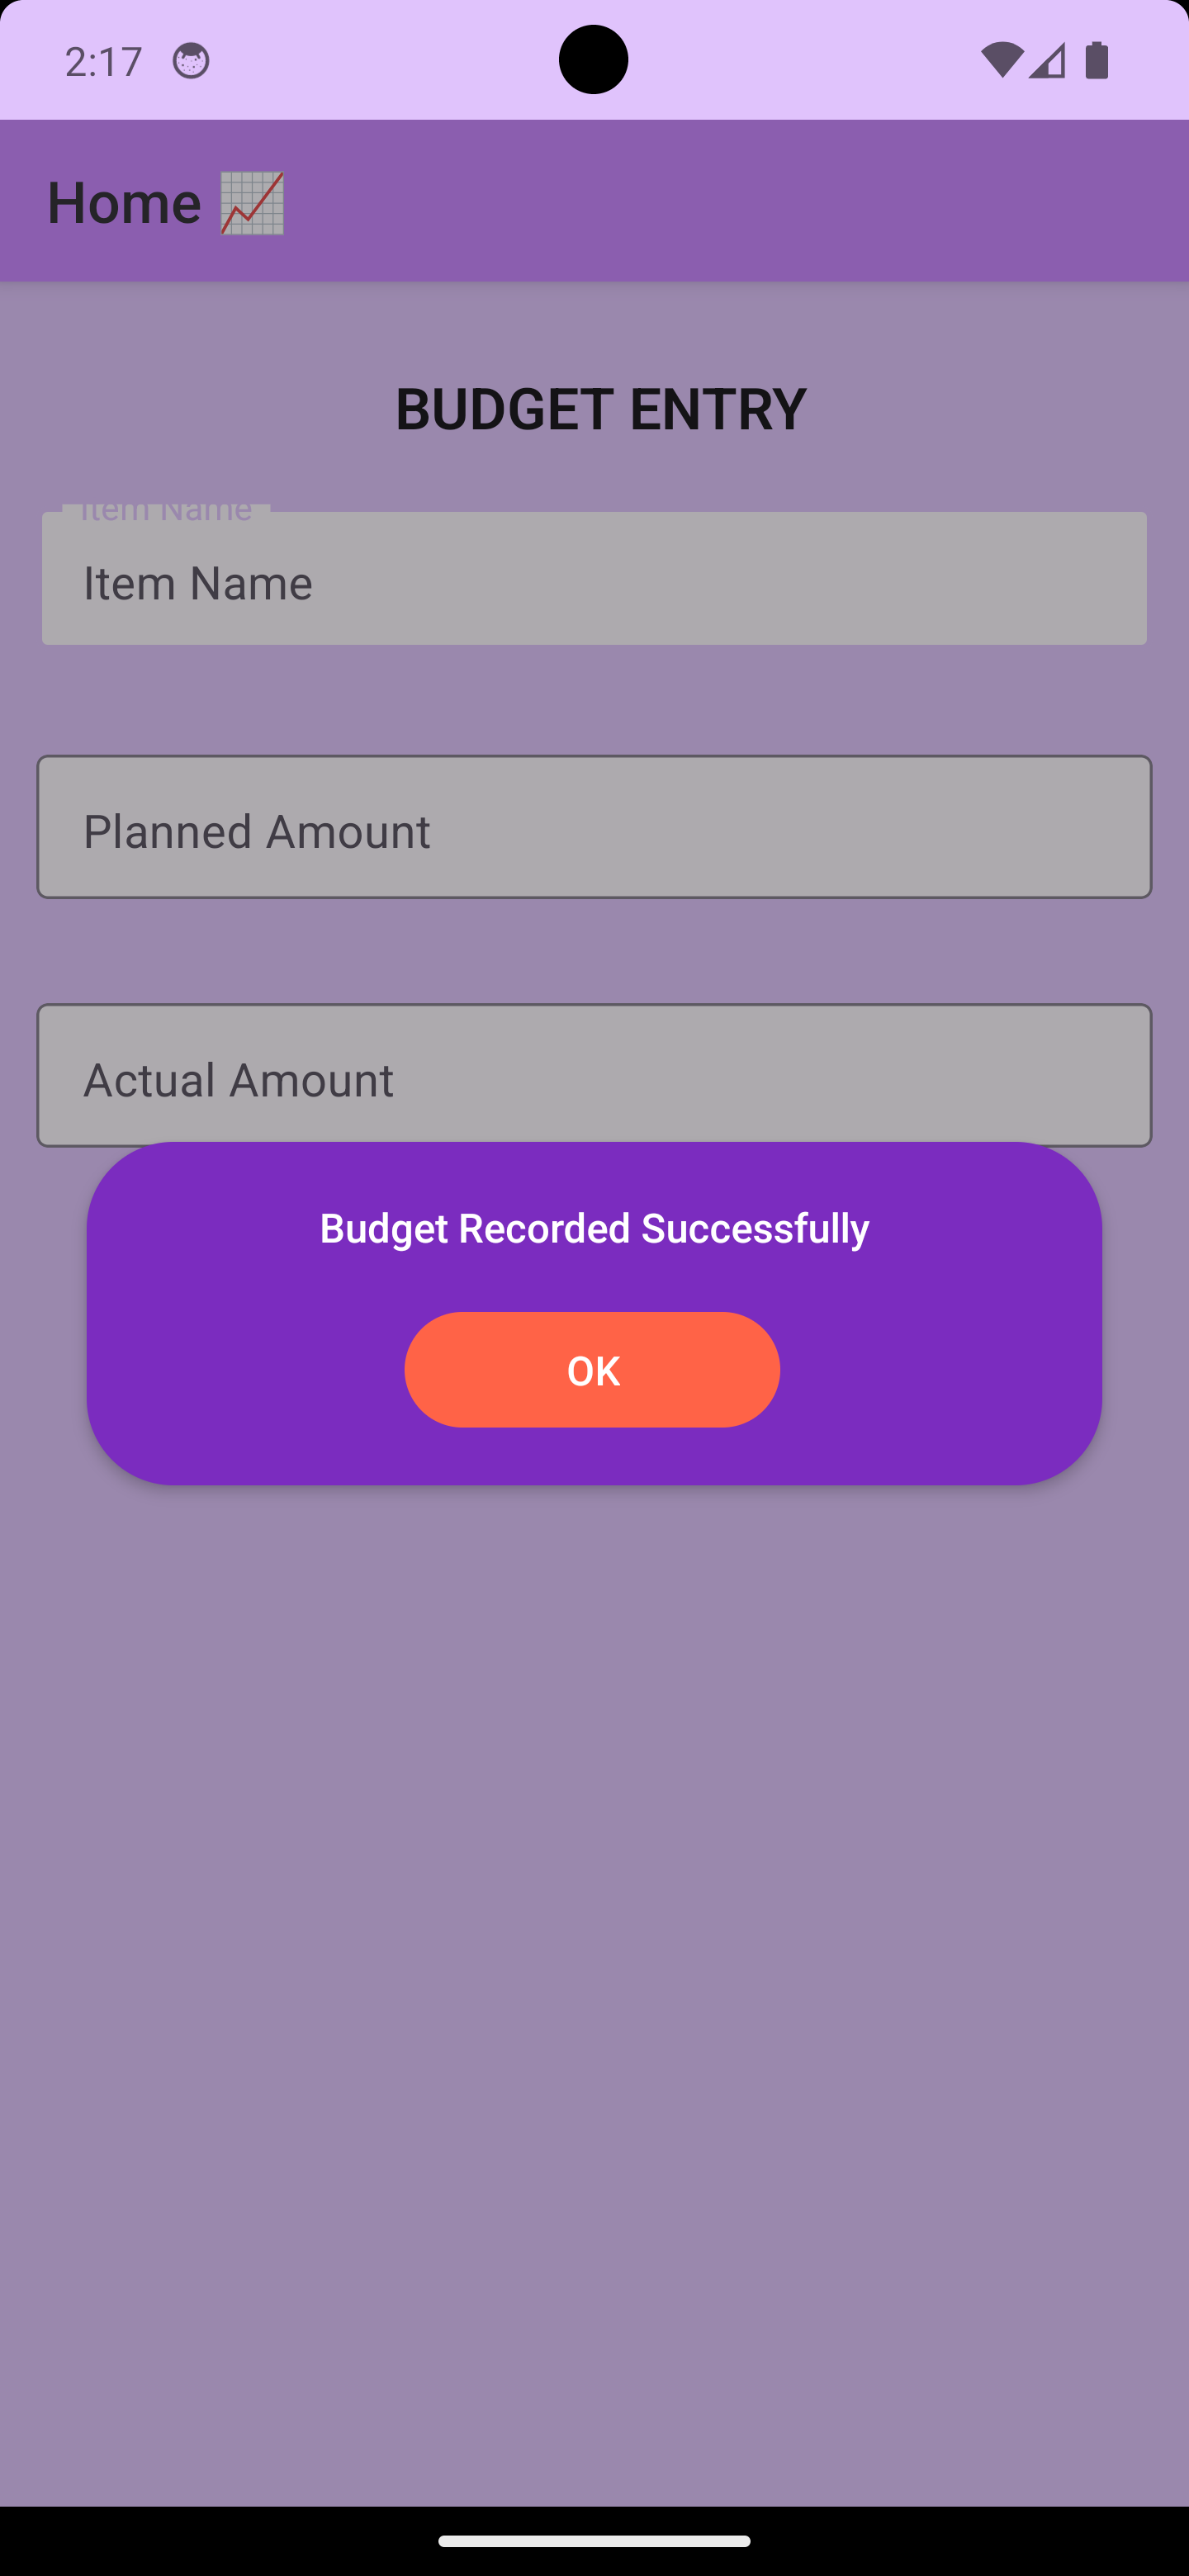 2:17
Home
BUDGET ENTRY
Item Name
Item Name
Planned Amount
Actual Amount
Budget Recorded Successfully
OK